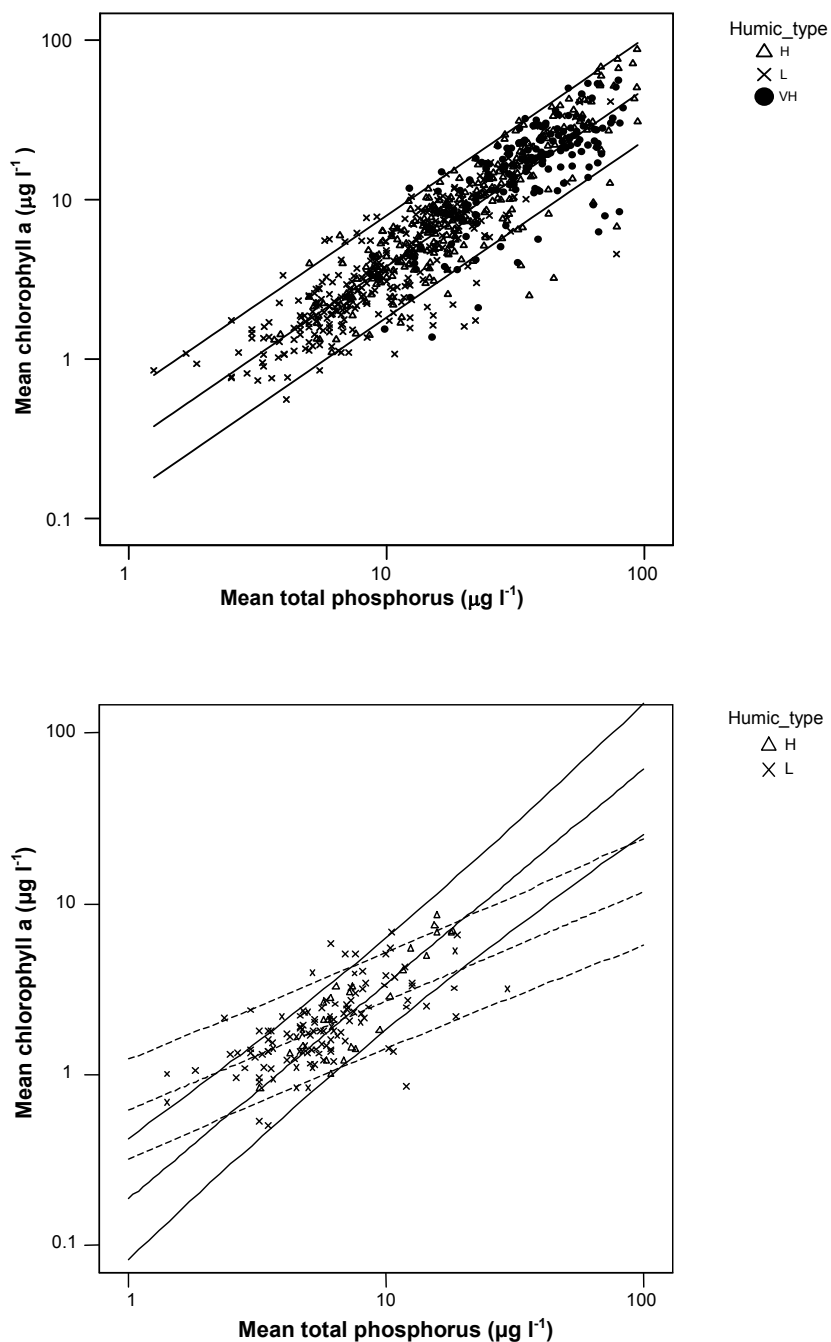 Humic_type
H
L
VH
100
10
1
0.1
Mean chlorophyll a (µg l⁻¹)
1
10
100
Mean total phosphorus (µg l⁻¹)
Humic_type
H
L
100
10
1
0.1
Mean chlorophyll a (µg l⁻¹)
1
10
100
Mean total phosphorus (µg l⁻¹)